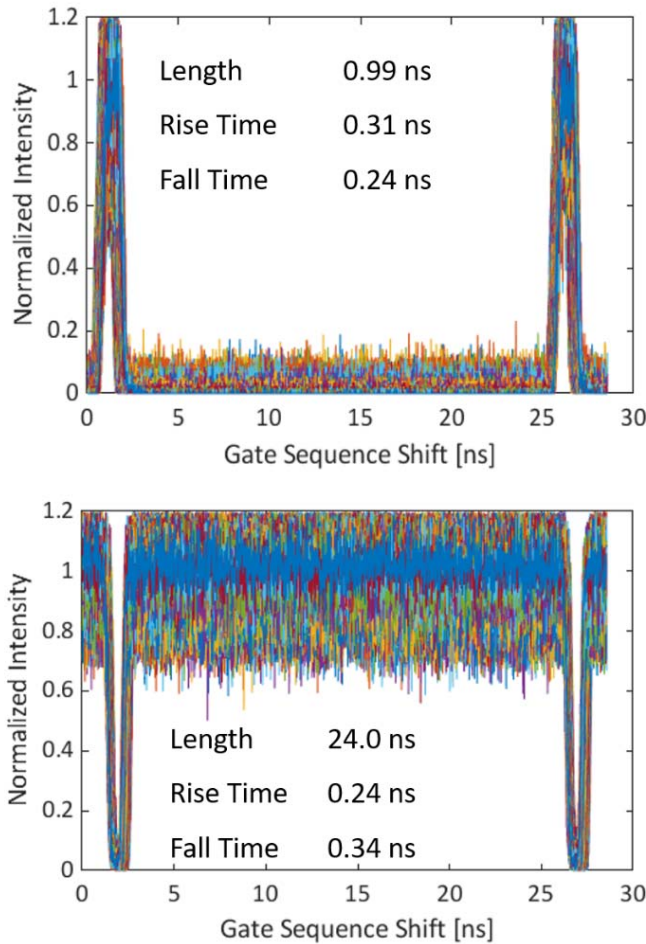 1.2
1
0.8
0.6
0.4
0.2
0
Normalized Intensity
Length 0.99 ns
Rise Time 0.31 ns
Fall Time 0.24 ns
0 5 10 15 20 25 30
Gate Sequence Shift [ns]
1.2
1
0.8
0.6
0.4
0.2
0
Normalized Intensity
Length 24.0 ns
Rise Time 0.24 ns
Fall Time 0.34 ns
0 5 10 15 20 25 30
Gate Sequence Shift [ns]